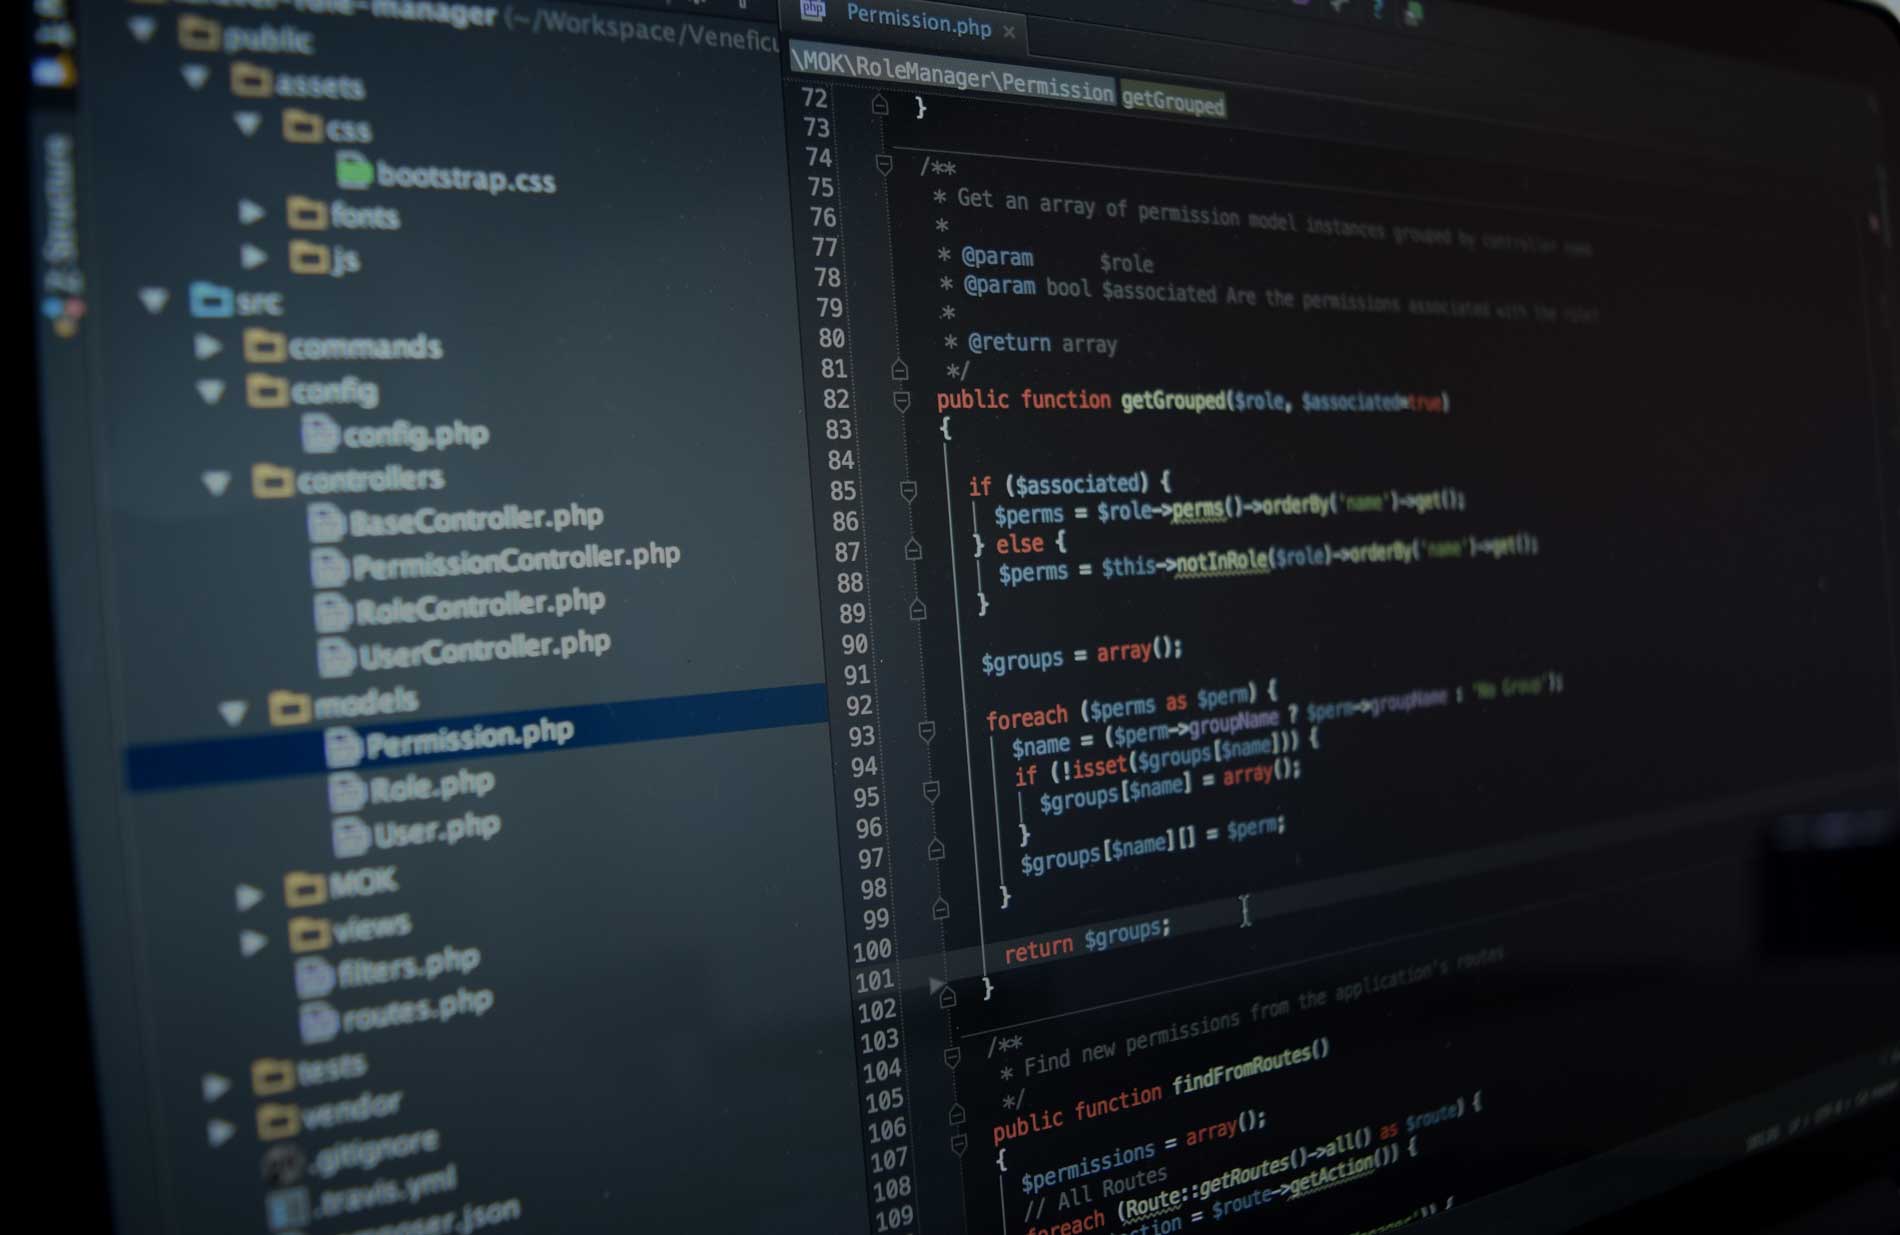 -role-manager (~/Workspace/Venefic
public
assets
css
bootstrap.css
fonts
js
src
commands
config
config.php
controllers
BaseController.php
PermissionController.php
RoleController.php
UserController.php
models
Permission.php
Role.php
User.php
MOK
views
filters.php
routes.php
tests
vendor
.gitignore
.travis.yml
Structure
php Permission.php ×
\MOK\RoleManager\Permission getGrouped
72 }
73
74 /**
75 * Get an array of permission model instances grouped by controller name
76 *
77 * @param $role
78 * @param bool $associated Are the permissions associated with the role?
79 *
80 * @return array
81 */
82 public function getGrouped($role, $associated=true)
83 {
84
85 if ($associated) {
86 $perms = $role->perms()->orderBy('name')->get();
87 } else {
88 $perms = $this->notInRole($role)->orderBy('name')->get();
89 }
90
91 $groups = array();
92
93 foreach ($perms as $perm) {
94 $name = ($perm->groupName ? $perm->groupName : 'No Group');
95 if (!isset($groups[$name])) {
96 $groups[$name] = array();
97 }
98 $groups[$name][] = $perm;
99 }
100
101 return $groups;
102 }
103
104 /**
105 * Find new permissions from the application's routes
106 */
107 public function findFromRoutes()
108 {
109 $permissions = array();
// All Routes
foreach (Route::getRoutes()->all() as $route) {
= $route->getAction()) {